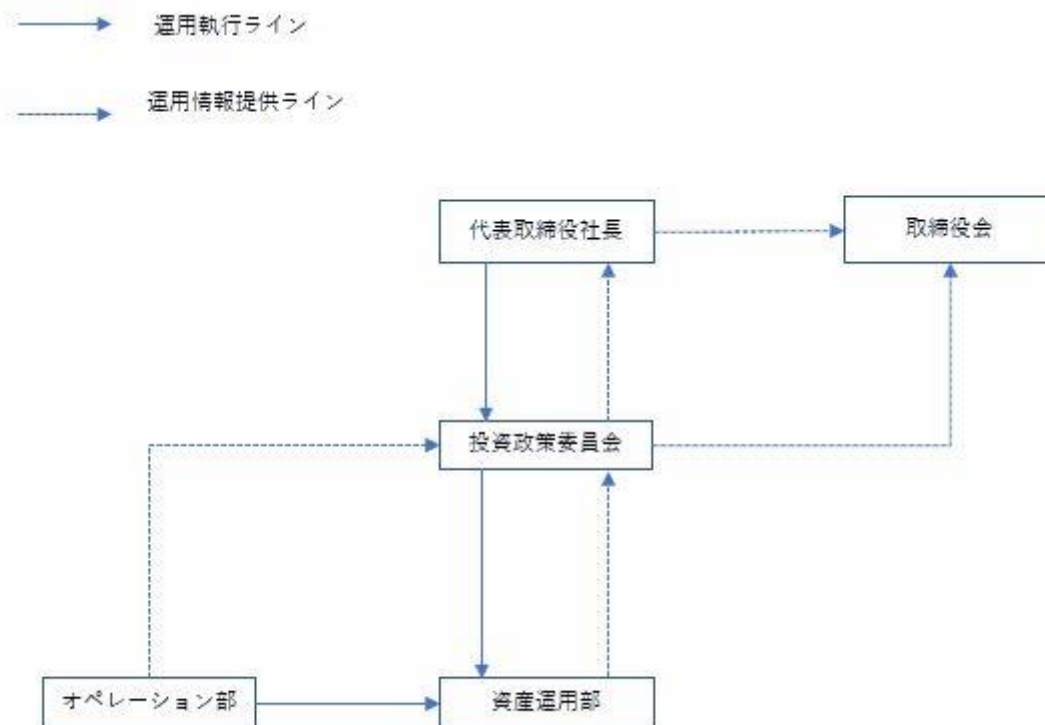 運用執行ライン
運用情報提供ライン
代表取締役社長
取締役会
投資政策委員会
オペレーション部
資産運用部